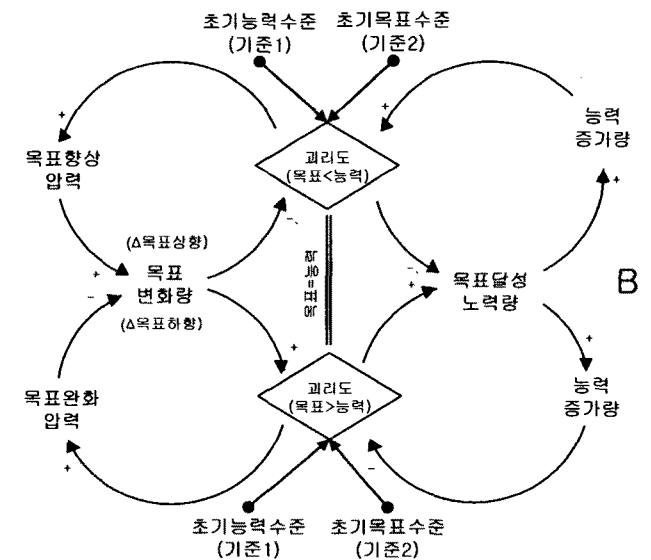 초기능력수준 초기목표수준
(기준1) (기준2)
+
+
능력
증가량
목표향상
압력
괴리도
(목표<능력)
+
-
(Δ목표상향)
목표
변화량
(Δ목표하향)
+
-
목표=능력
-
+
목표달성
노력량
B
+
+
괴리도
(목표>능력)
능력
증가량
목표완화
압력
+
-
초기능력수준 초기목표수준
(기준1) (기준2)